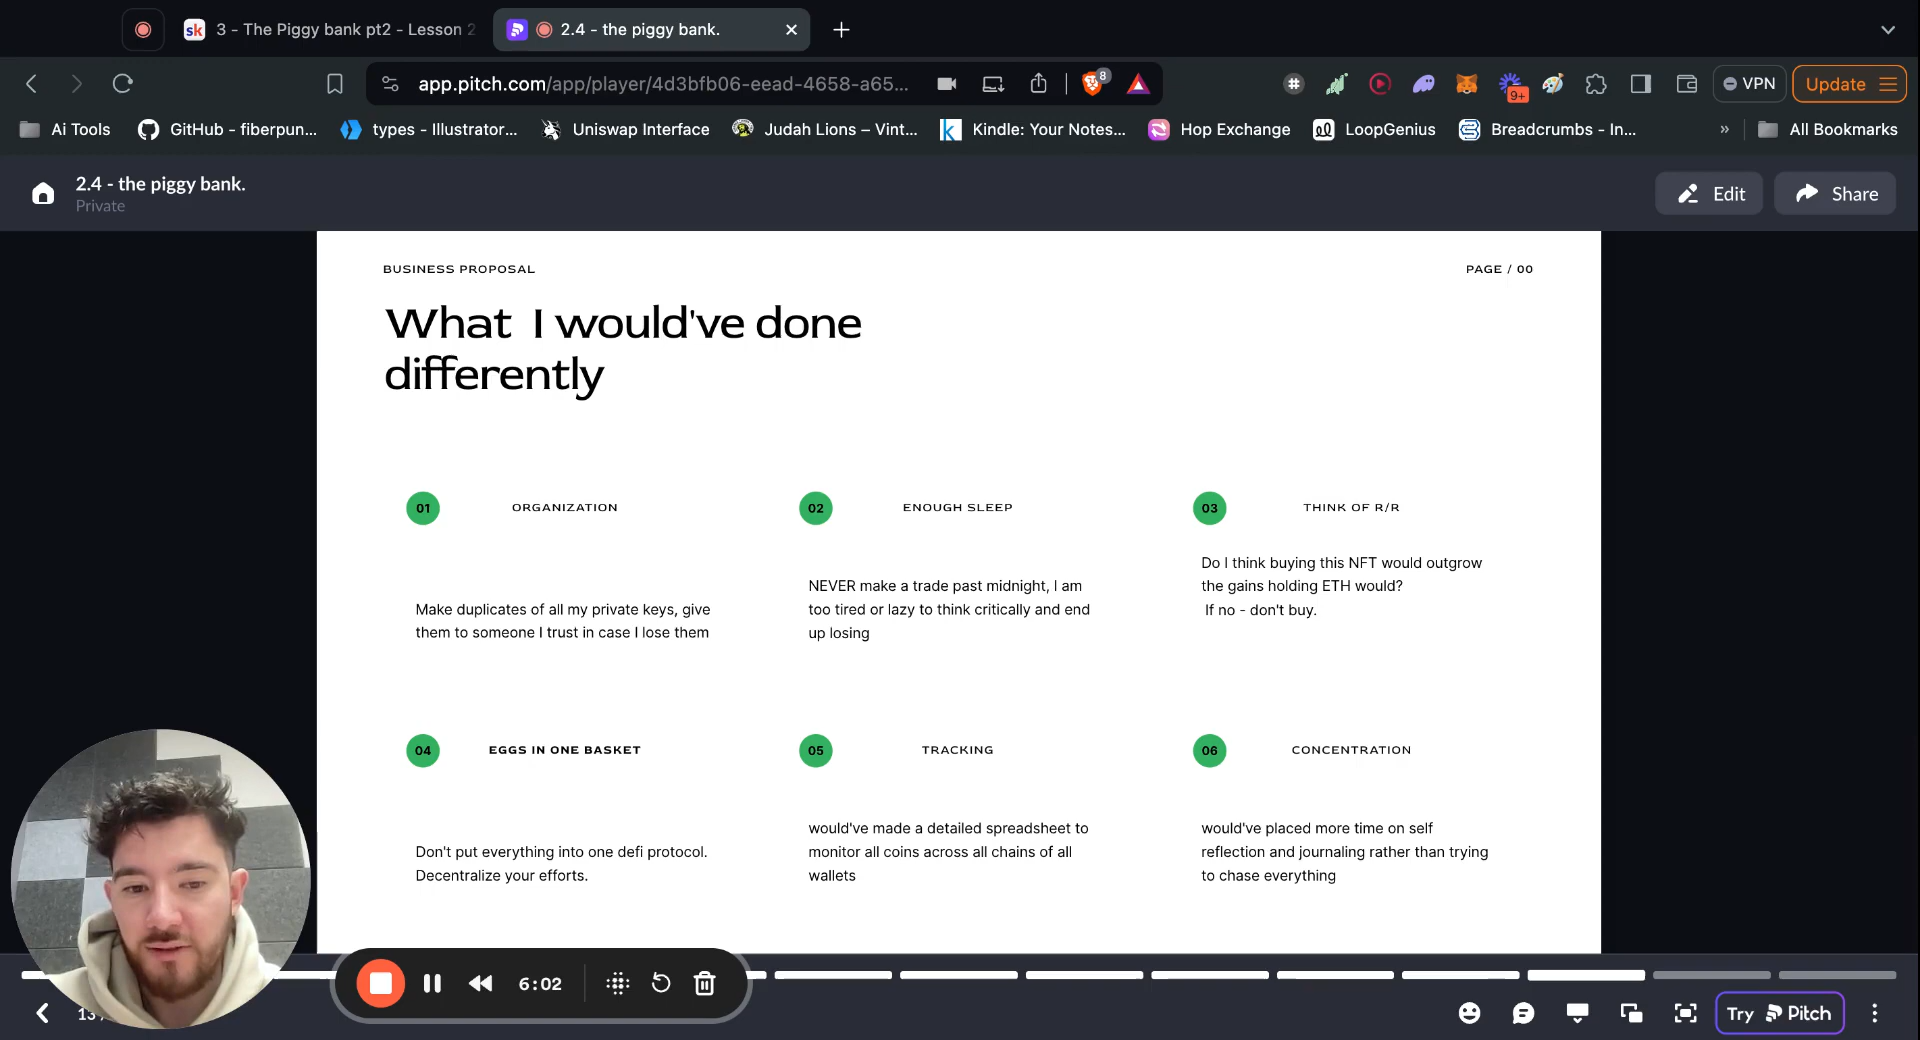 sk 3 - The Piggy bank pt2 - Lesson 2
2.4 - the piggy bank.
app.pitch.com/app/player/4d3bfb06-eead-4658-a65...
8
9+
VPN
Update
Ai Tools
GitHub - fiberpun...
types - Illustrator...
Uniswap Interface
Judah Lions – Vint...
Kindle: Your Notes...
Hop Exchange
LoopGenius
Breadcrumbs - In...
»
All Bookmarks
2.4 - the piggy bank.
Private
Edit
Share
BUSINESS PROPOSAL
PAGE / 00
What I would've done
differently
01 ORGANIZATION
Make duplicates of all my private keys, give
them to someone I trust in case I lose them
02 ENOUGH SLEEP
NEVER make a trade past midnight, I am
too tired or lazy to think critically and end
up losing
03 THINK OF R/R
Do I think buying this NFT would outgrow
the gains holding ETH would?
If no - don't buy.
04 EGGS IN ONE BASKET
Don't put everything into one defi protocol.
Decentralize your efforts.
05 TRACKING
would've made a detailed spreadsheet to
monitor all coins across all chains of all
wallets
06 CONCENTRATION
would've placed more time on self
reflection and journaling rather than trying
to chase everything
6:02
13
Try Pitch